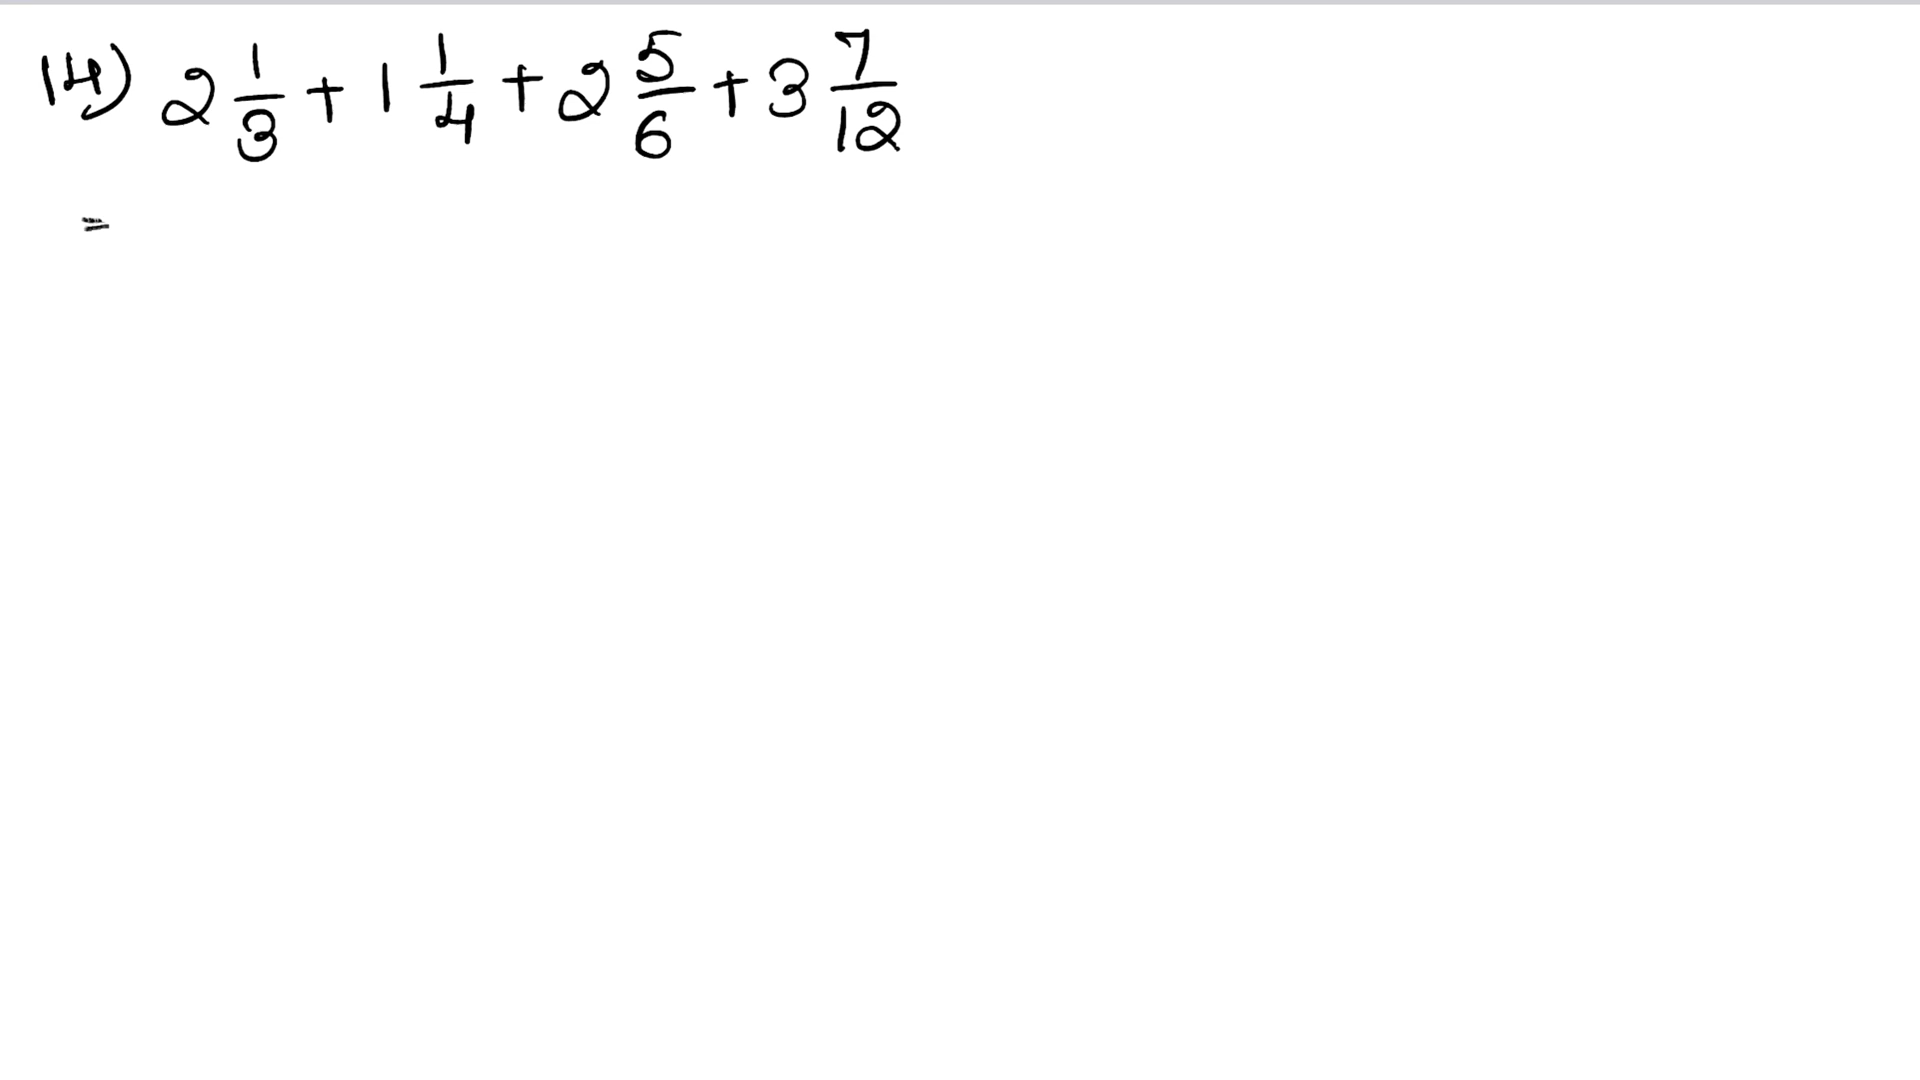 14) 2 1/3 + 1 1/4 + 2 5/6 + 3 7/12
=